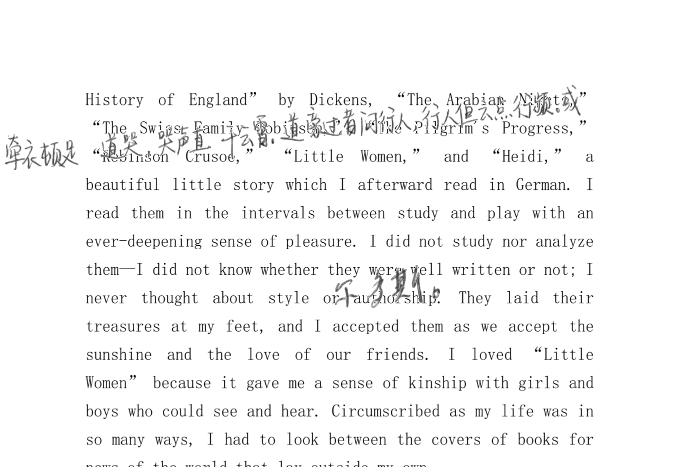 History of England” by Dickens, “The Arabian Nights,”
“The Swiss Family Robinson,” “The Pilgrim’s Progress,”
牵衣顿足 道哭,哭声直 干云霄。道旁过者问行人,行人但云点行频。或
“Robinson Crusoe,” “Little Women,” and “Heidi,” a
beautiful little story which I afterward read in German. I
read them in the intervals between study and play with an
ever-deepening sense of pleasure. I did not study nor analyze
them—I did not know whether they were well written or not; I
never thought about style or authorship. They laid their
treasures at my feet, and I accepted them as we accept the
sunshine and the love of our friends. I loved “Little
Women” because it gave me a sense of kinship with girls and
boys who could see and hear. Circumscribed as my life was in
so many ways, I had to look between the covers of books for
news of the world that lay outside my own.